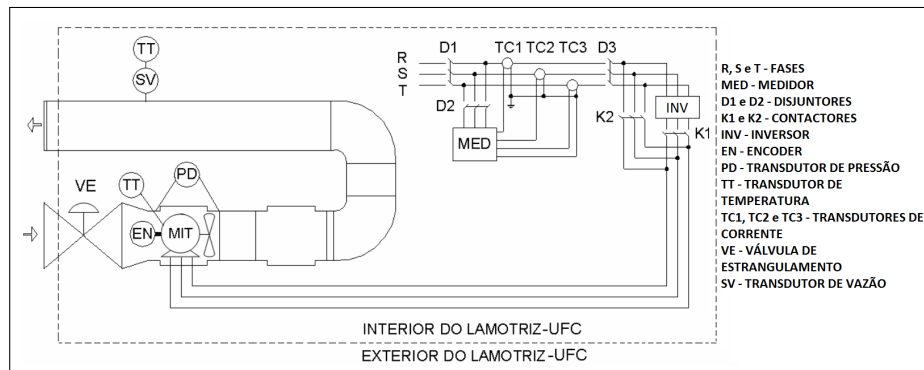 TT
SV
VE
TT
PD
EN
MIT
D1
TC1
TC2
TC3
D3
R
S
T
D2
MED
K2
INV
K1
INTERIOR DO LAMOTRIZ-UFC
EXTERIOR DO LAMOTRIZ-UFC
R, S e T - FASES
MED - MEDIDOR
D1 e D2 - DISJUNTORES
K1 e K2 - CONTACTORES
INV - INVERSOR
EN - ENCODER
PD - TRANSDUTOR DE PRESSÃO
TT - TRANSDUTOR DE
TEMPERATURA
TC1, TC2 e TC3 - TRANSDUTORES DE
CORRENTE
VE - VÁLVULA DE
ESTRANGULAMENTO
SV - TRANSDUTOR DE VAZÃO